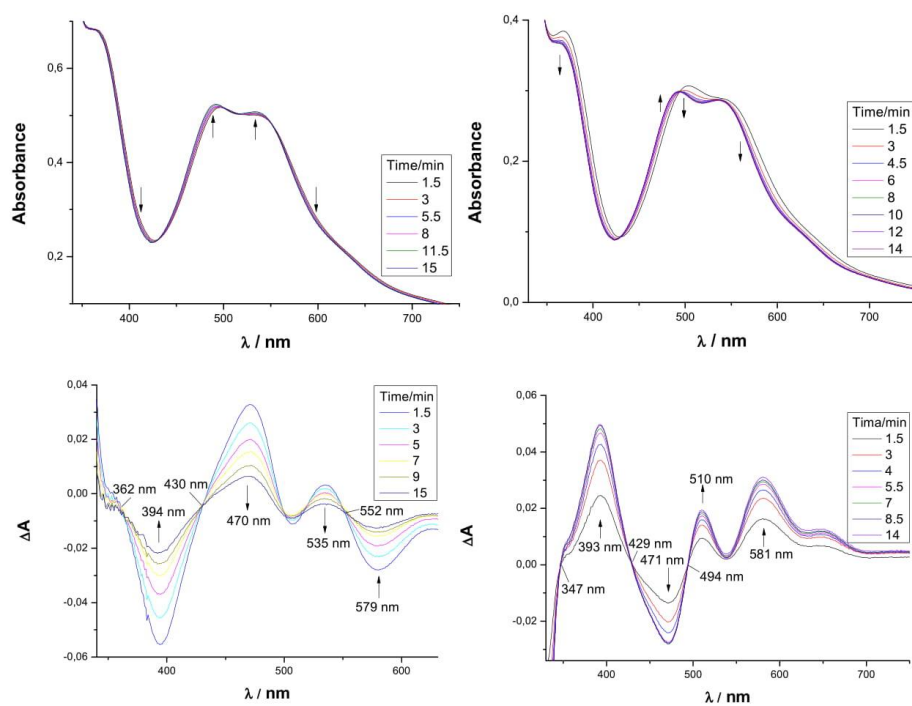 Absorbance
0,6
0,4
0,2
400
500
600
700
λ / nm
Time/min
1.5
3
5.5
8
11.5
15
Absorbance
0,4
0,2
0,0
400
500
600
700
λ / nm
Time/min
1.5
3
4.5
6
8
10
12
14
ΔA
0,04
0,02
0,00
-0,02
-0,04
-0,06
400
500
600
λ / nm
362 nm
430 nm
394 nm
470 nm
535 nm
552 nm
579 nm
Time/min
1.5
3
5
7
9
15
ΔA
0,06
0,04
0,02
0,00
-0,02
400
500
600
700
λ / nm
510 nm
393 nm
429 nm
471 nm
581 nm
347 nm
494 nm
Tima/min
1.5
3
4
5.5
7
8.5
14